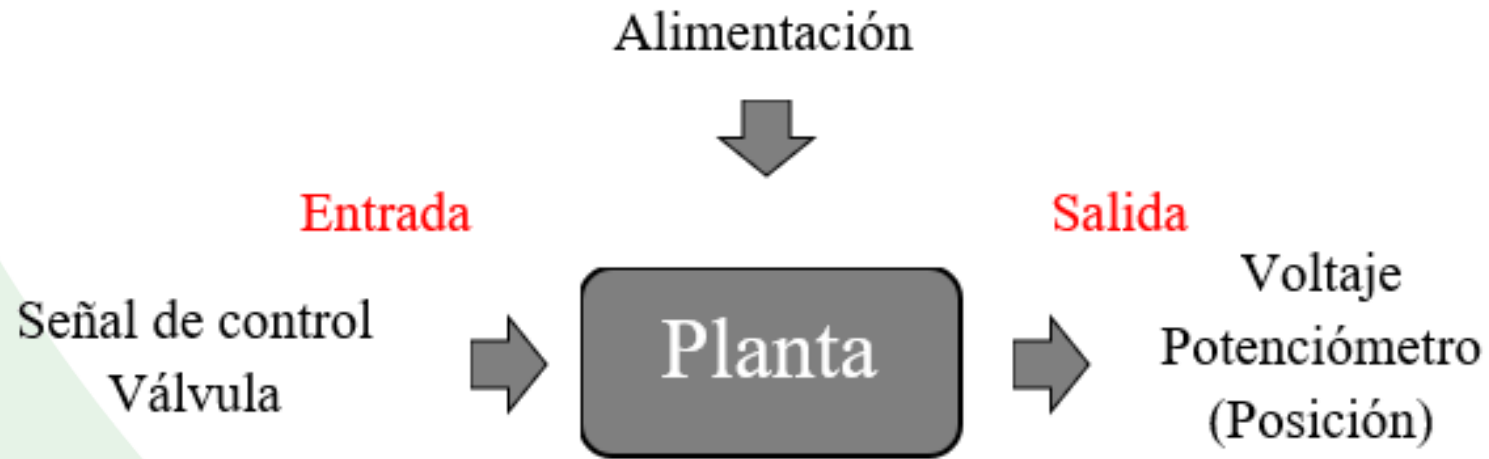 Alimentación
Entrada
Salida
Señal de control
Válvula
Planta
Voltaje
Potenciómetro
(Posición)